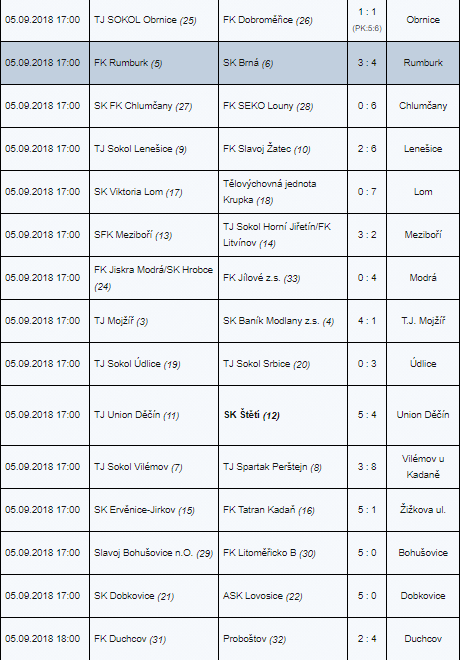 05.09.2018 17:00 TJ SOKOL Obrnice (25) FK Dobroměřice (26) 1 : 1 (PK:5:6) Obrnice
05.09.2018 17:00 FK Rumburk (5) SK Brná (6) 3 : 4 Rumburk
05.09.2018 17:00 SK FK Chlumčany (27) FK SEKO Louny (28) 0 : 6 Chlumčany
05.09.2018 17:00 TJ Sokol Lenešice (9) FK Slavoj Žatec (10) 2 : 6 Lenešice
05.09.2018 17:00 SK Viktoria Lom (17) Tělovýchovná jednota Krupka (18) 0 : 7 Lom
05.09.2018 17:00 SFK Meziboří (13) TJ Sokol Horní Jiřetín/FK Litvínov (14) 3 : 2 Meziboří
05.09.2018 17:00 FK Jiskra Modrá/SK Hrobce (24) FK Jílové z.s. (33) 0 : 4 Modrá
05.09.2018 17:00 TJ Mojžíř (3) SK Baník Modlany z.s. (4) 4 : 1 T.J. Mojžíř
05.09.2018 17:00 TJ Sokol Údlice (19) TJ Sokol Srbice (20) 0 : 3 Údlice
05.09.2018 17:00 TJ Union Děčín (11) SK Štětí (12) 5 : 4 Union Děčín
05.09.2018 17:00 TJ Sokol Vilémov (7) TJ Spartak Perštejn (8) 3 : 8 Vilémov u Kadaně
05.09.2018 17:00 SK Ervěnice-Jirkov (15) FK Tatran Kadaň (16) 5 : 1 Žižkova ul.
05.09.2018 17:00 Slavoj Bohušovice n.O. (29) FK Litoměřicko B (30) 5 : 0 Bohušovice
05.09.2018 17:00 SK Dobkovice (21) ASK Lovosice (22) 5 : 0 Dobkovice
05.09.2018 18:00 FK Duchcov (31) Proboštov (32) 2 : 4 Duchcov